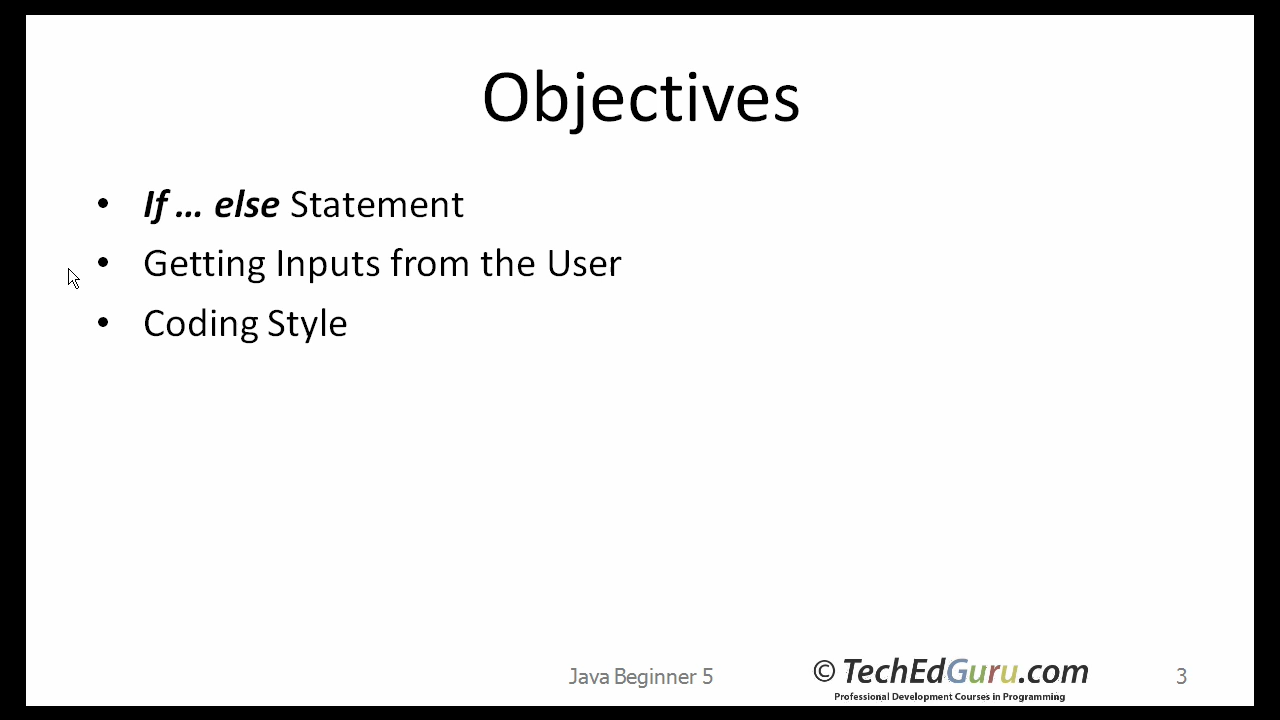 Objectives
• If ... else Statement
• Getting Inputs from the User
• Coding Style
Java Beginner 5
© TechEdGuru.com
Professional Development Courses in Programming
3